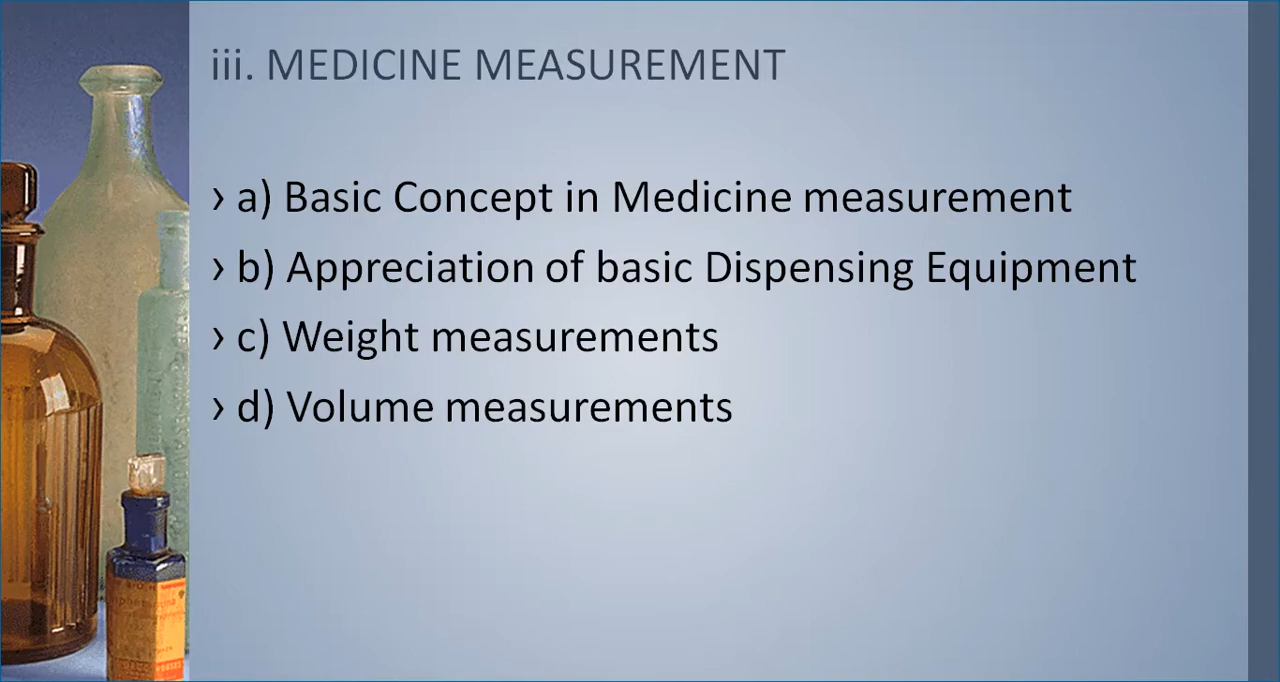 iii. MEDICINE MEASUREMENT
› a) Basic Concept in Medicine measurement
› b) Appreciation of basic Dispensing Equipment
› c) Weight measurements
› d) Volume measurements